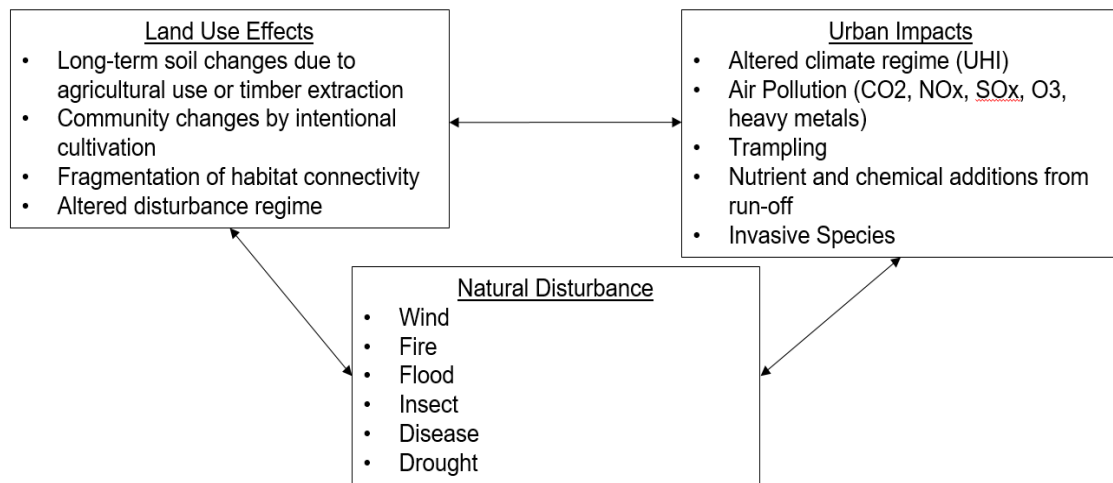 Land Use Effects
• Long-term soil changes due to
agricultural use or timber extraction
• Community changes by intentional
cultivation
• Fragmentation of habitat connectivity
• Altered disturbance regime
Urban Impacts
• Altered climate regime (UHI)
• Air Pollution (CO2, NOx, SOx, O3,
heavy metals)
• Trampling
• Nutrient and chemical additions from
run-off
• Invasive Species
Natural Disturbance
• Wind
• Fire
• Flood
• Insect
• Disease
• Drought